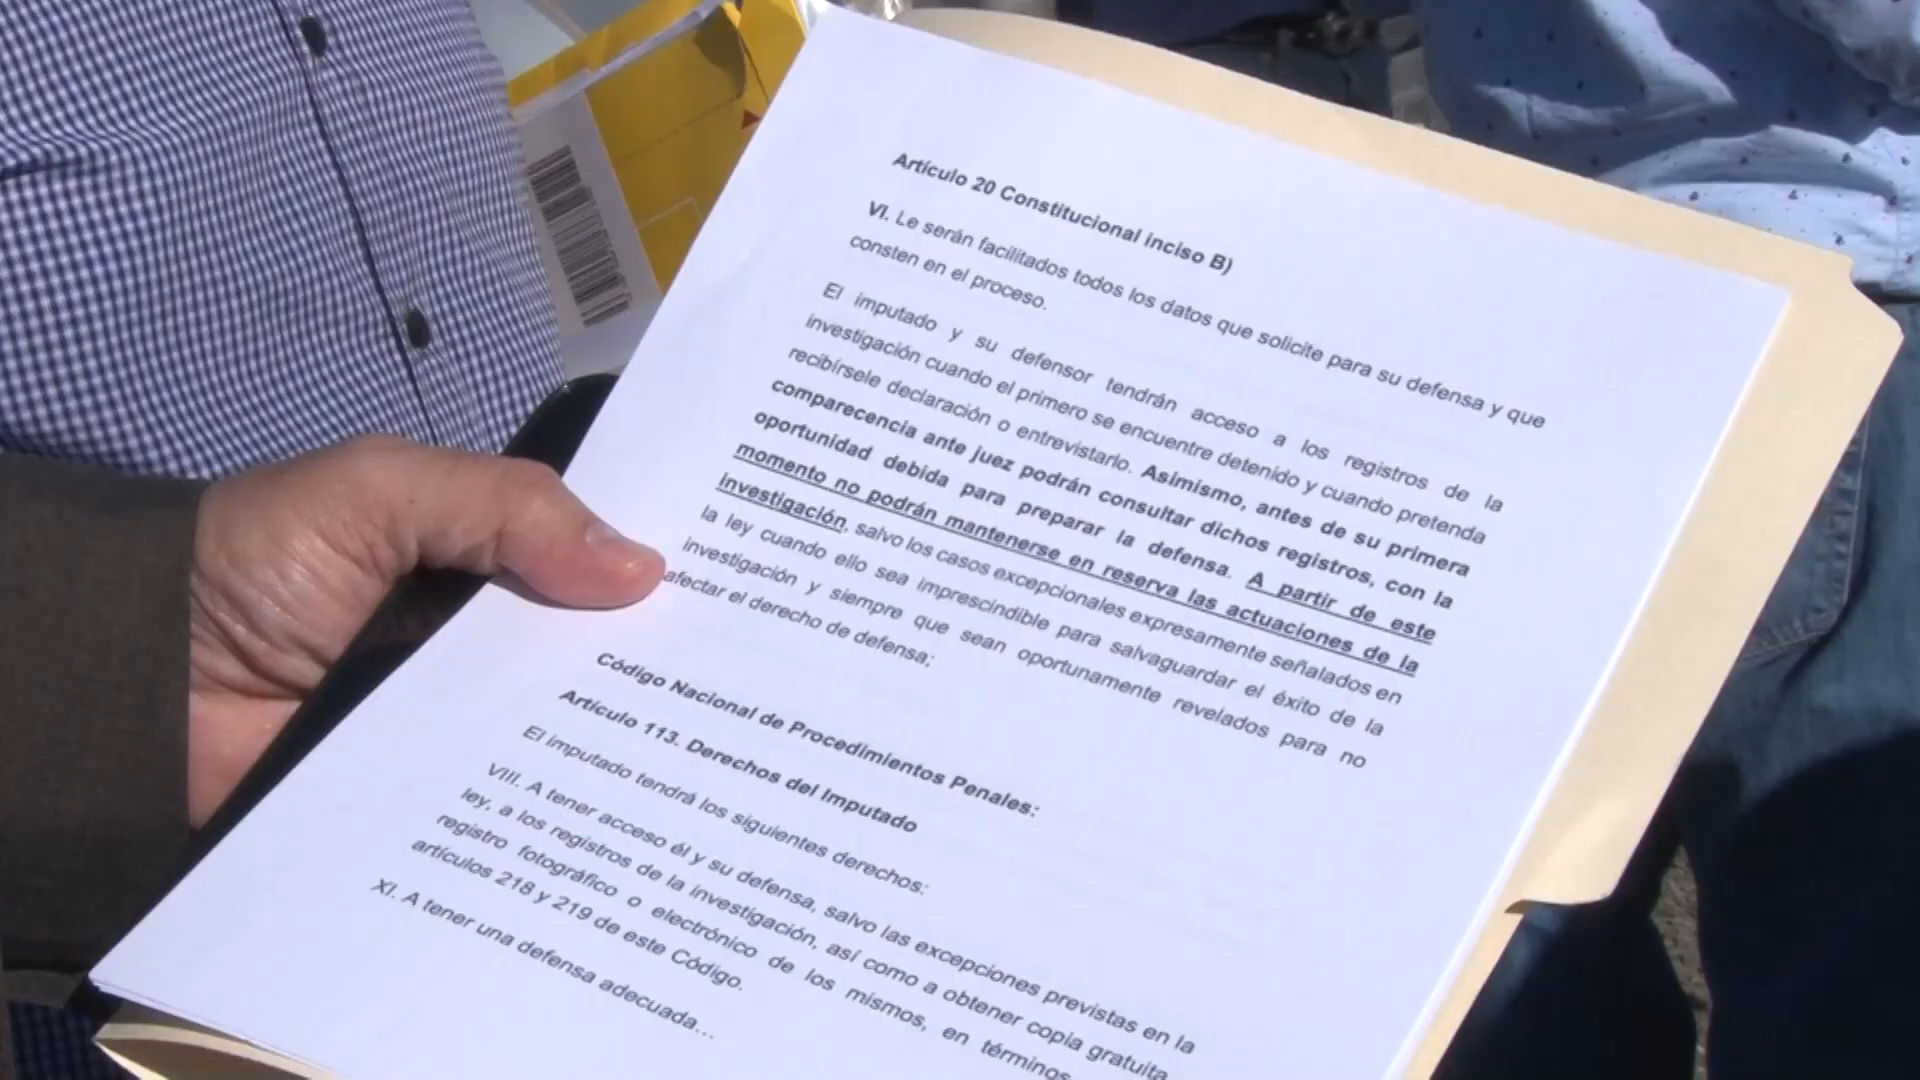 Artículo 20 Constitucional inciso B)
VI. Le serán facilitados todos los datos que solicite para su defensa y que
consten en el proceso.
El imputado y su defensor tendrán acceso a los registros de la
investigación cuando el primero se encuentre detenido y cuando pretenda
recibírsele declaración o entrevistarlo. Asimismo, antes de su primera
comparecencia ante juez podrán consultar dichos registros, con la
oportunidad debida para preparar la defensa. A partir de este
momento no podrán mantenerse en reserva las actuaciones de la
investigación, salvo los casos excepcionales expresamente señalados en
la ley cuando ello sea imprescindible para salvaguardar el éxito de la
investigación y siempre que sean oportunamente revelados para no
afectar el derecho de defensa;
Código Nacional de Procedimientos Penales:
Artículo 113. Derechos del Imputado
El imputado tendrá los siguientes derechos:
VIII. A tener acceso él y su defensa, salvo las excepciones previstas en la
ley, a los registros de la investigación, así como a obtener copia gratuita,
registro fotográfico o electrónico de los mismos, en términos
artículos 218 y 219 de este Código.
XI. A tener una defensa adecuada...